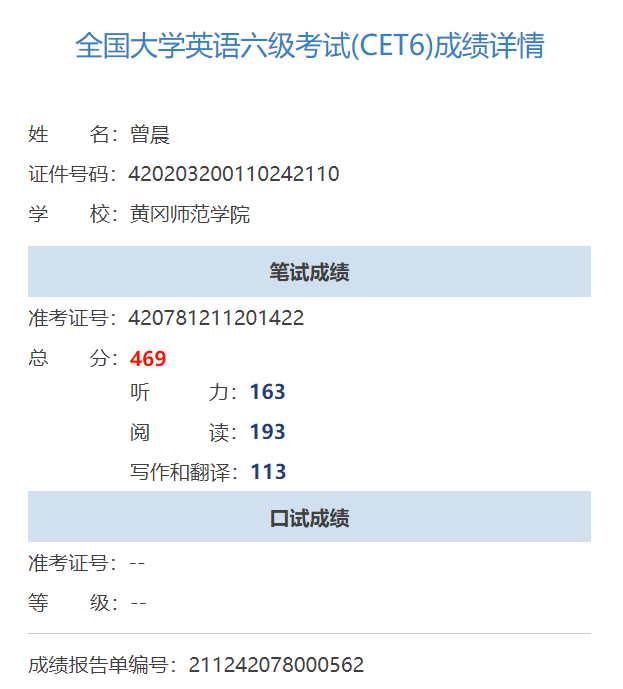 全国大学英语六级考试(CET6)成绩详情
姓 名：曾晨
证件号码：420203200110242110
学 校：黄冈师范学院
笔试成绩
准考证号：420781211201422
总 分：469
听 力：163
阅 读：193
写作和翻译：113
口试成绩
准考证号：--
等 级：--
成绩报告单编号：211242078000562